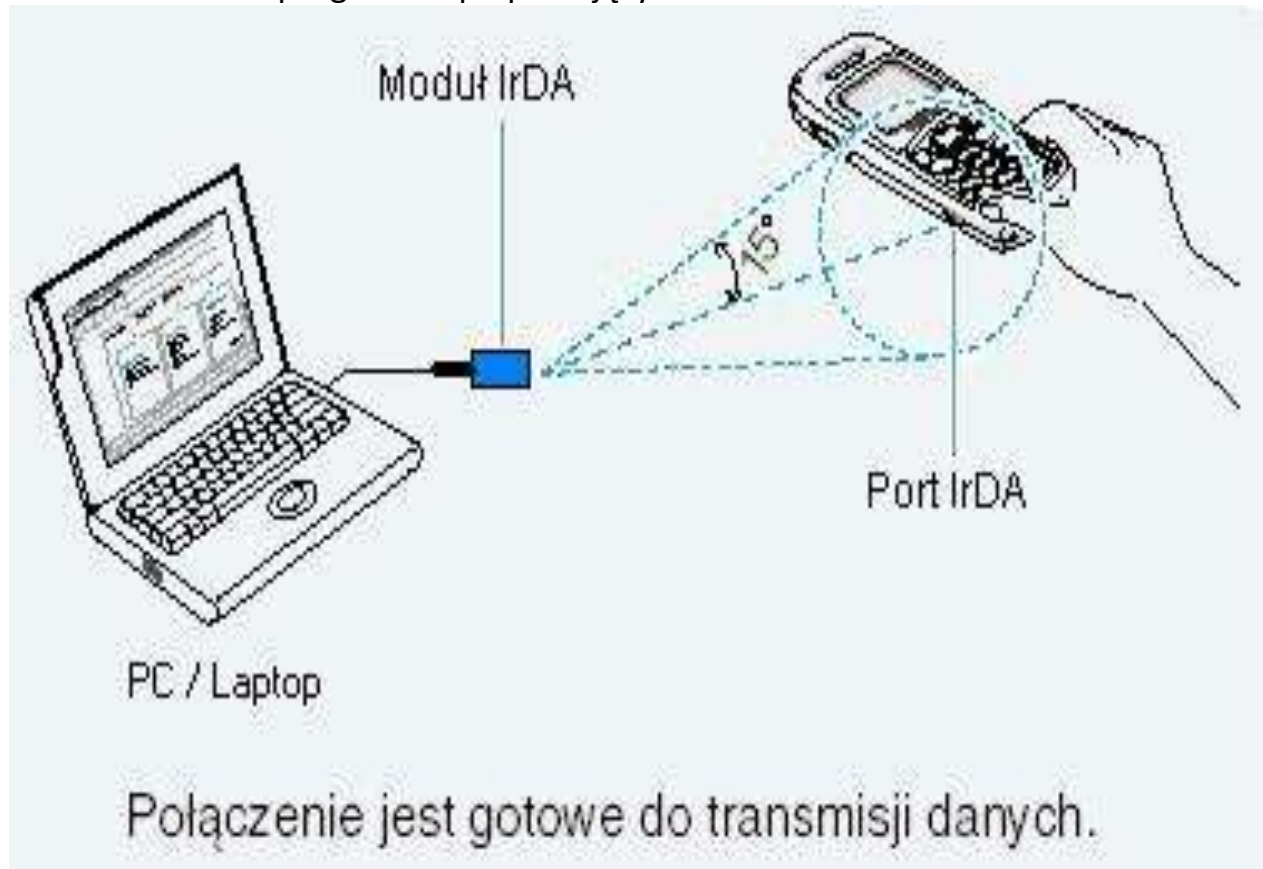 Moduł IrDA
15°
Port IrDA
PC / Laptop
Połączenie jest gotowe do transmisji danych.